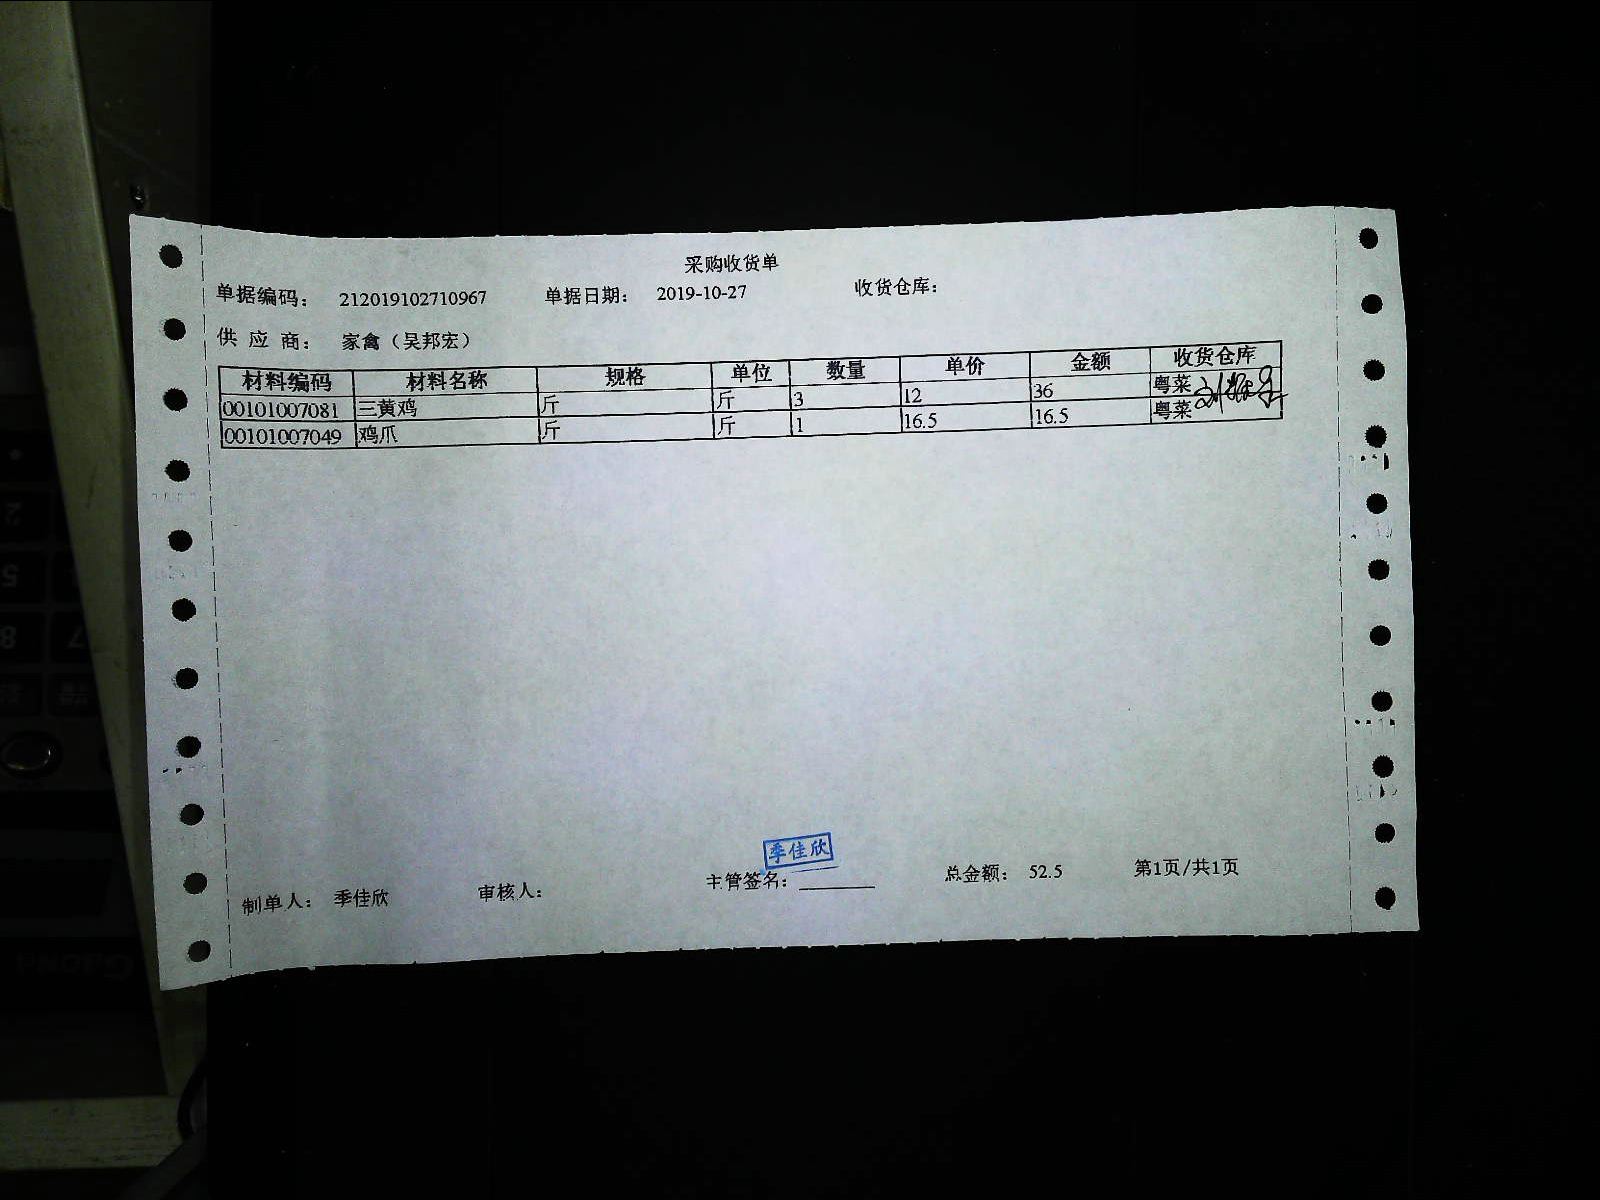 采购收货单
单据编码： 212019102710967 单据日期： 2019-10-27 收货仓库：
供 应 商： 家禽（吴邦宏）
材料编码 材料名称 规格 单位 数量 单价 金额 收货仓库
00101007081 三黄鸡 斤 斤 3 12 36 粤菜
00101007049 鸡爪 斤 斤 1 16.5 16.5 粤菜
季佳欣
制单人： 季佳欣 审核人： 主管签名： 总金额： 52.5 第1页/共1页